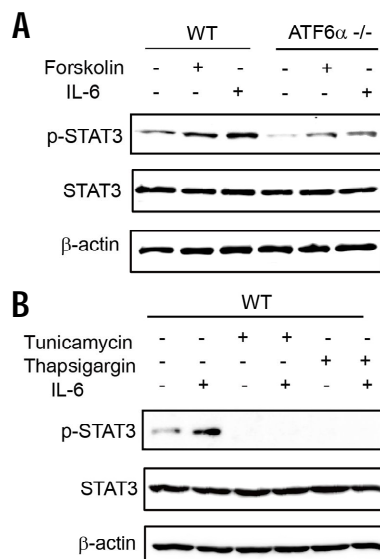 A
WT ATF6α -/-
Forskolin - + - - + -
IL-6 - - + - - +
p-STAT3
STAT3
β-actin
B
WT
Tunicamycin - - + + - -
Thapsigargin - - - - + +
IL-6 - + - + - +
p-STAT3
STAT3
β-actin